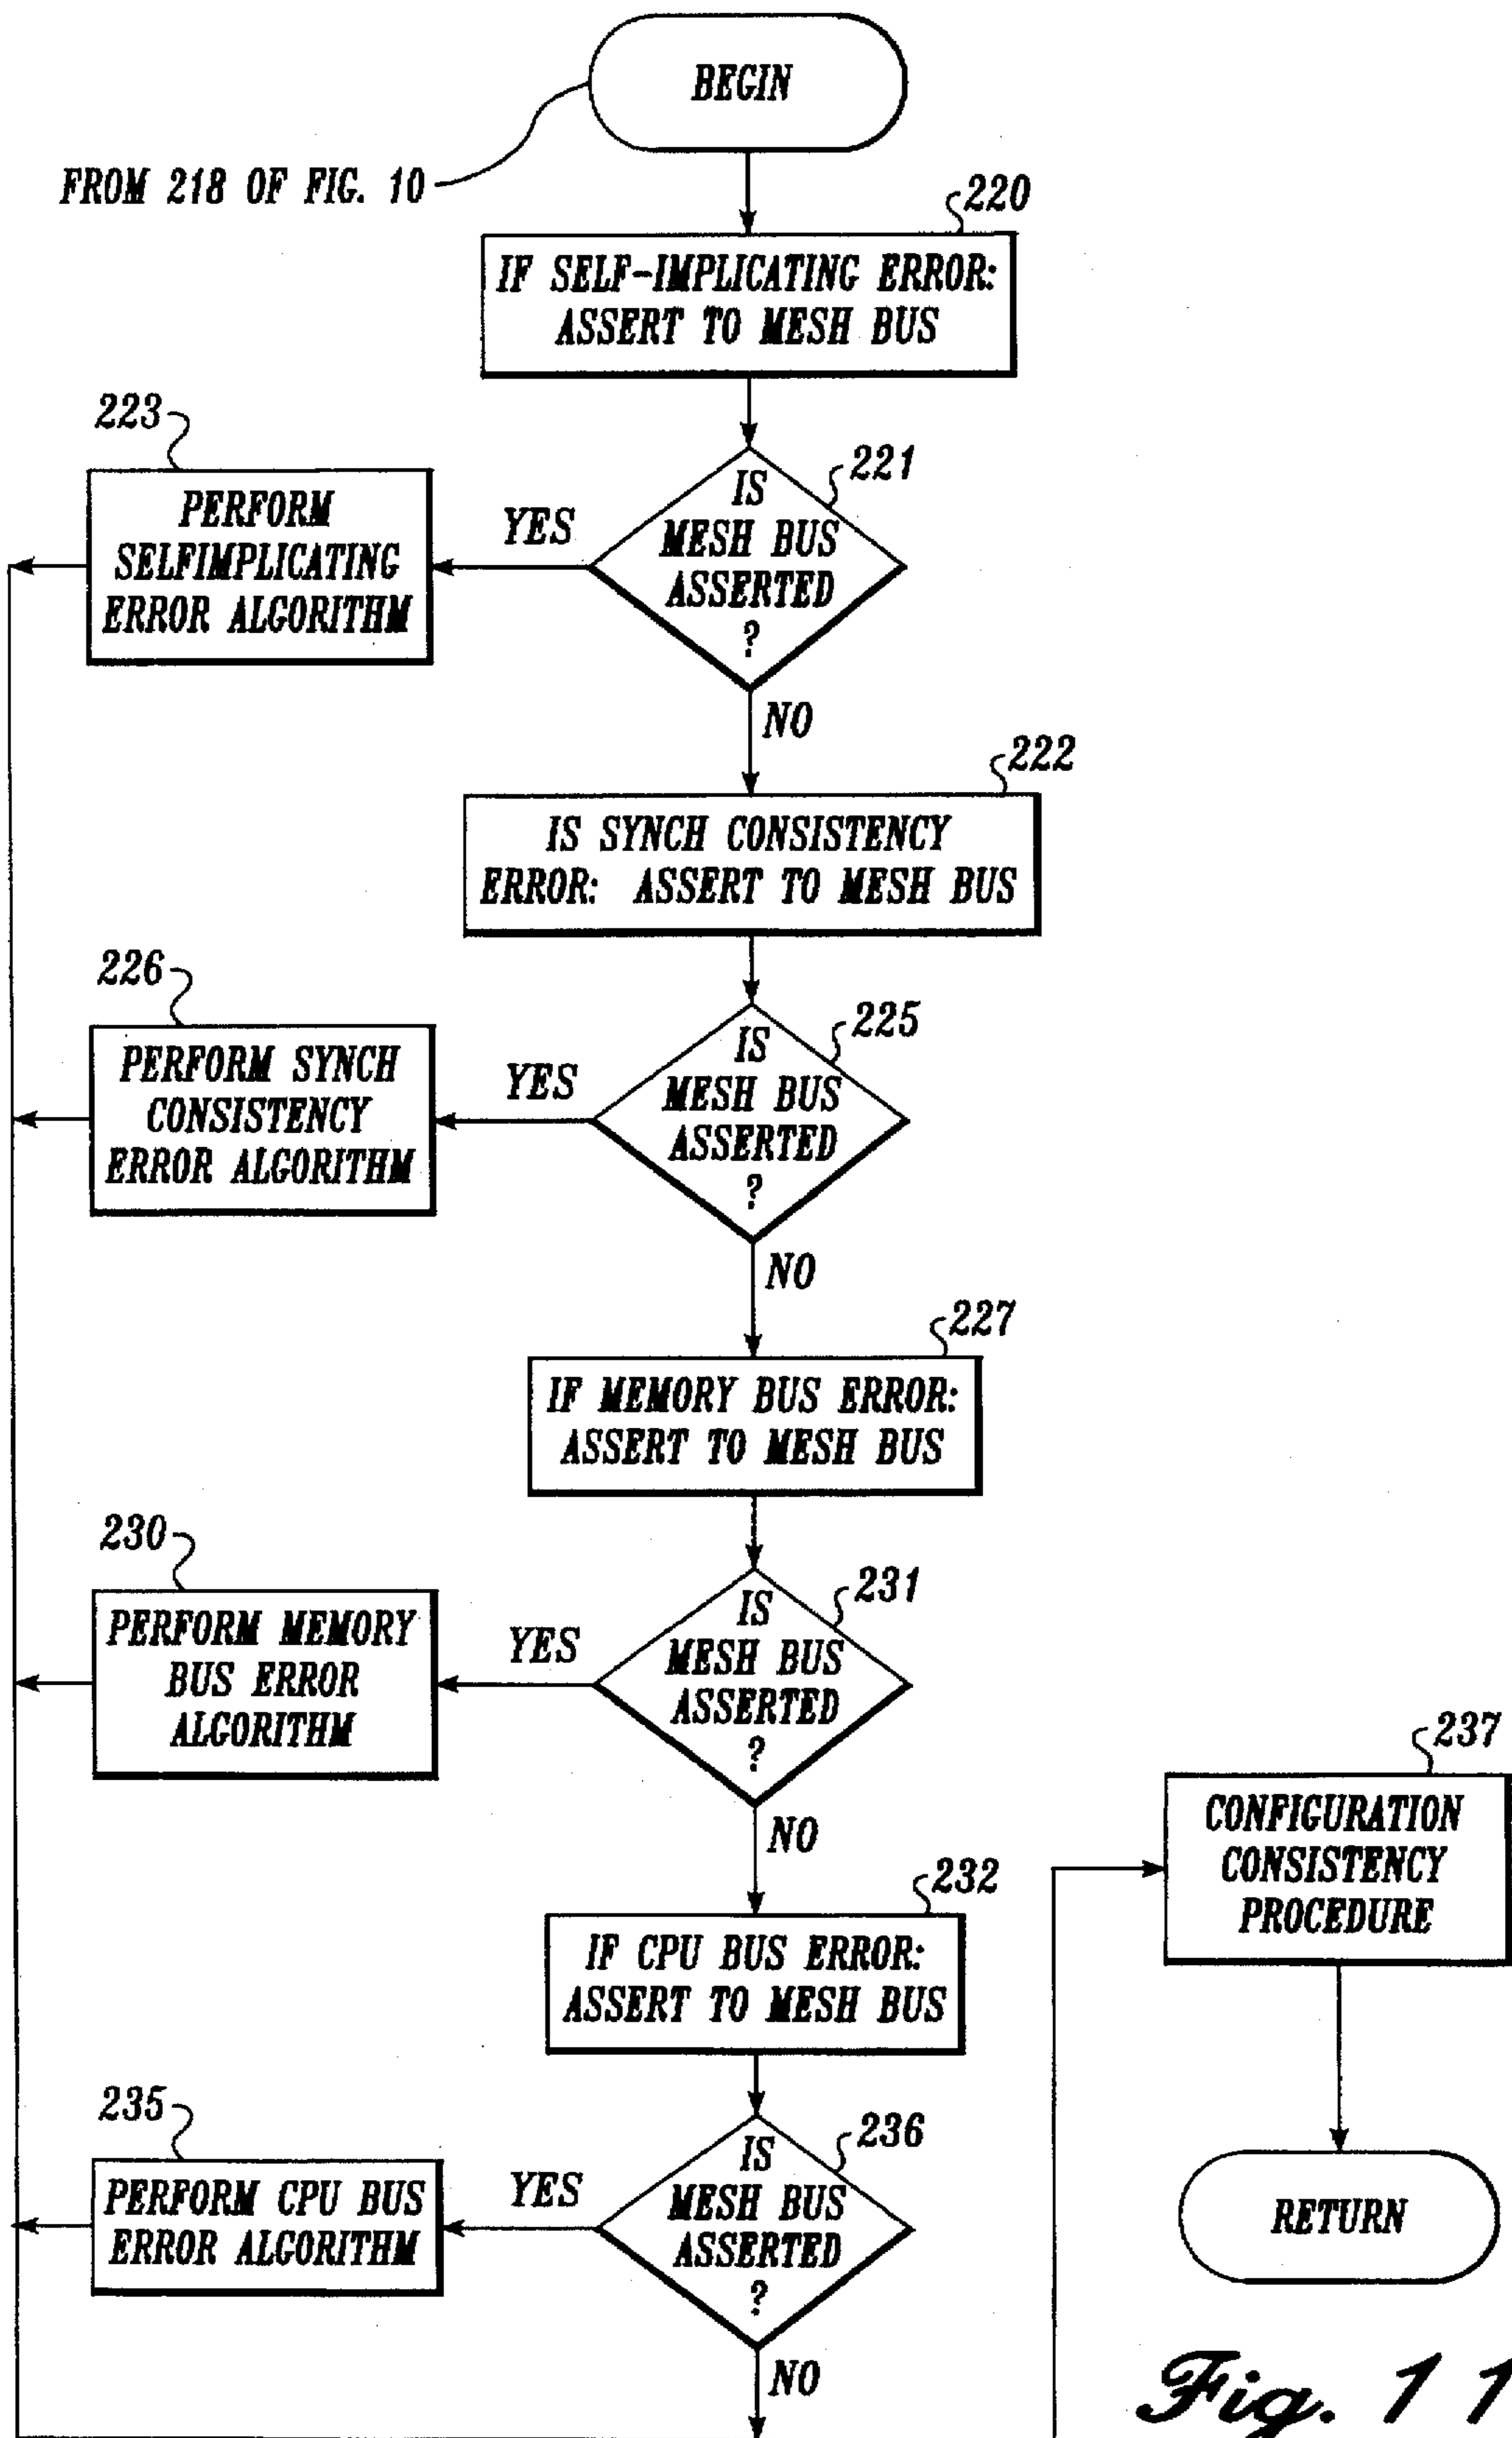 BEGIN
FROM 218 OF FIG. 10
220
IF SELF-IMPLICATING ERROR:
ASSERT TO MESH BUS
223
PERFORM
SELFIMPLICATING
ERROR ALGORITHM
YES
221
IS
MESH BUS
ASSERTED
?
NO
222
IS SYNCH CONSISTENCY
ERROR: ASSERT TO MESH BUS
226
PERFORM SYNCH
CONSISTENCY
ERROR ALGORITHM
YES
225
IS
MESH BUS
ASSERTED
?
NO
227
IF MEMORY BUS ERROR:
ASSERT TO MESH BUS
230
PERFORM MEMORY
BUS ERROR
ALGORITHM
YES
231
IS
MESH BUS
ASSERTED
?
NO
232
IF CPU BUS ERROR:
ASSERT TO MESH BUS
235
PERFORM CPU BUS
ERROR ALGORITHM
YES
236
IS
MESH BUS
ASSERTED
?
NO
237
CONFIGURATION
CONSISTENCY
PROCEDURE
RETURN
Fig. 11